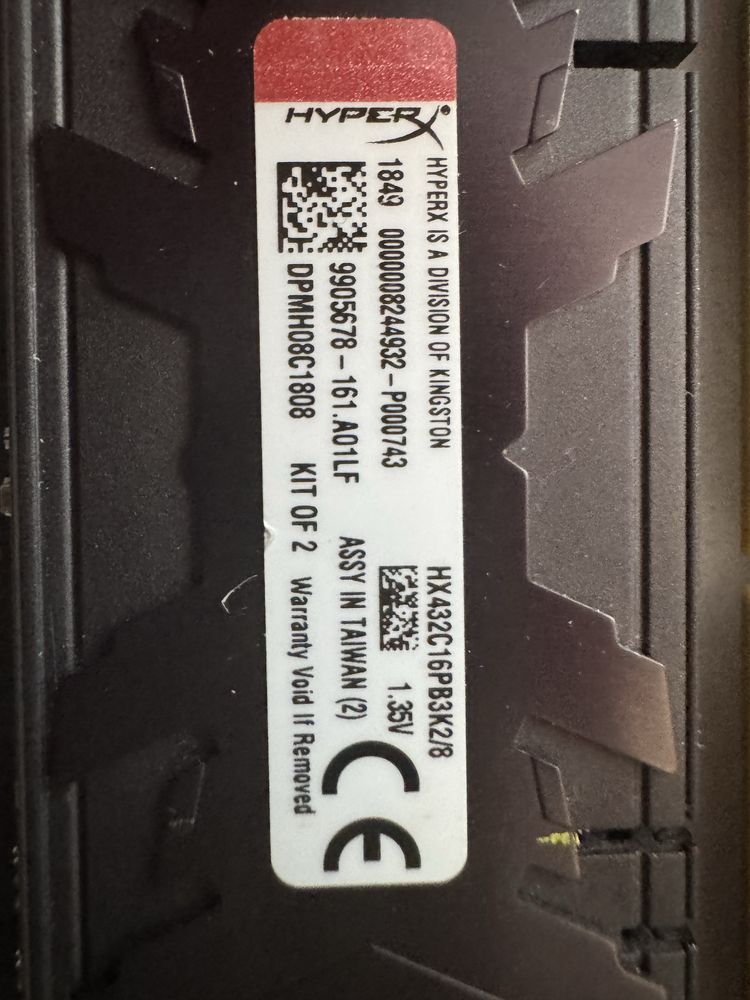 HYPERX
HYPERX IS A DIVISION OF KINGSTON
HX432C16PB3K2/8
1849 0000008244932-P000743
1.35V
9905678-161.A01LF
ASSY IN TAIWAN (2)
DPMH08C1808
KIT OF 2
Warranty Void If Removed
CE